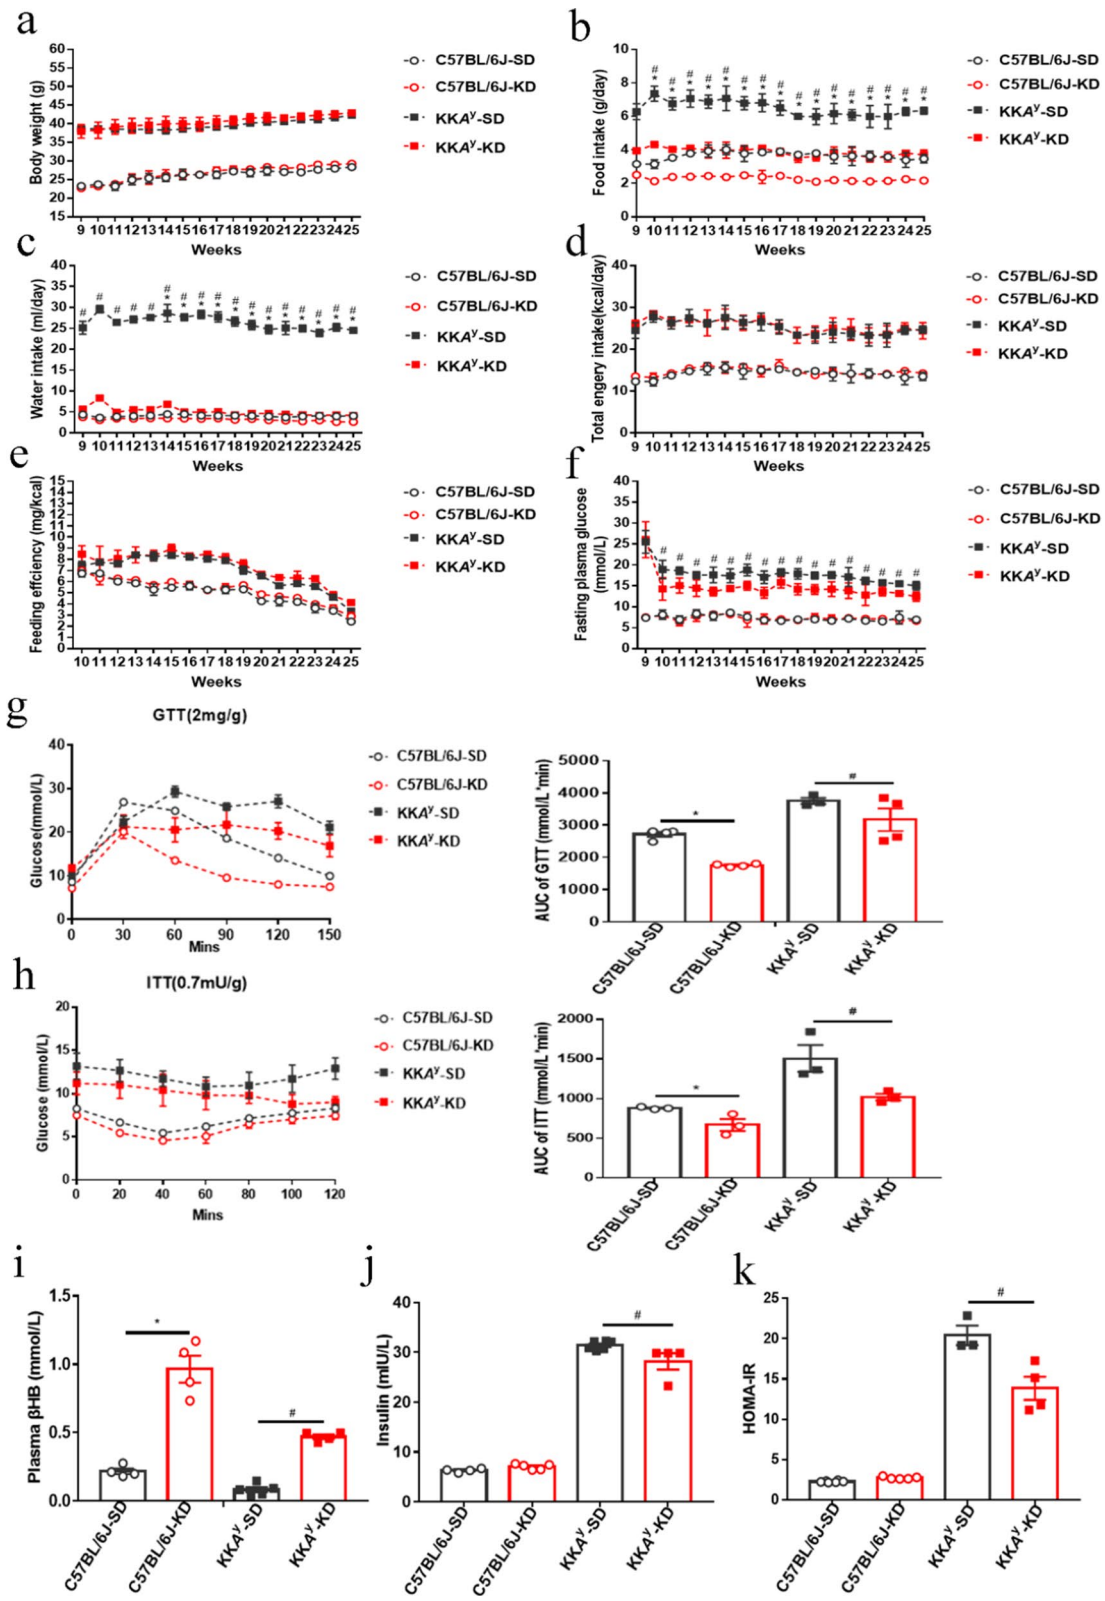 a
Body weight (g)
60
55
50
45
40
35
30
25
20
15
9 10 11 12 13 14 15 16 17 18 19 20 21 22 23 24 25
Weeks
C57BL/6J-SD
C57BL/6J-KD
KKAʸ-SD
KKAʸ-KD
b
Food intake (g/day)
10
8
6
4
2
0
# # # # # # # # # # # # # # # #
* * * * * * * * * * * * * * * *
9 10 11 12 13 14 15 16 17 18 19 20 21 22 23 24 25
Weeks
C57BL/6J-SD
C57BL/6J-KD
KKAʸ-SD
KKAʸ-KD
c
Water intake (ml/day)
40
35
30
25
20
15
10
5
0
# # # # # # # # # # # # # # # # #
* * * * * * * * * * * *
9 10 11 12 13 14 15 16 17 18 19 20 21 22 23 24 25
Weeks
C57BL/6J-SD
C57BL/6J-KD
KKAʸ-SD
KKAʸ-KD
d
Total engery intake(kcal/day)
40
30
20
10
0
9 10 11 12 13 14 15 16 17 18 19 20 21 22 23 24 25
Weeks
C57BL/6J-SD
C57BL/6J-KD
KKAʸ-SD
KKAʸ-KD
e
Feeding efficiency (mg/kcal)
15
14
13
12
11
10
9
8
7
6
5
4
3
2
1
0
10 11 12 13 14 15 16 17 18 19 20 21 22 23 24 25
Weeks
C57BL/6J-SD
C57BL/6J-KD
KKAʸ-SD
KKAʸ-KD
f
Fasting plasma glucose
(mmol/L)
40
35
30
25
20
15
10
5
0
# # # # # # # # # # # # # # # #
9 10 11 12 13 14 15 16 17 18 19 20 21 22 23 24 25
Weeks
C57BL/6J-SD
C57BL/6J-KD
KKAʸ-SD
KKAʸ-KD
g
GTT(2mg/g)
Glucose(mmol/L)
40
30
20
10
0
0 30 60 90 120 150
Mins
C57BL/6J-SD
C57BL/6J-KD
KKAʸ-SD
KKAʸ-KD
AUC of GTT (mmol/L*min)
5000
4000
3000
2000
1000
0
*
#
C57BL/6J-SD
C57BL/6J-KD
KKAʸ-SD
KKAʸ-KD
h
ITT(0.7mU/g)
Glucose (mmol/L)
20
15
10
5
0
0 20 40 60 80 100 120
Mins
C57BL/6J-SD
C57BL/6J-KD
KKAʸ-SD
KKAʸ-KD
AUC of ITT (mmol/L*min)
2000
1500
1000
500
0
*
#
C57BL/6J-SD
C57BL/6J-KD
KKAʸ-SD
KKAʸ-KD
i
Plasma βHB (mmol/L)
1.5
1.0
0.5
0.0
*
#
C57BL/6J-SD
C57BL/6J-KD
KKAʸ-SD
KKAʸ-KD
j
Insulin (mIU/L)
40
30
20
10
0
#
C57BL/6J-SD
C57BL/6J-KD
KKAʸ-SD
KKAʸ-KD
k
HOMA-IR
25
20
15
10
5
0
#
C57BL/6J-SD
C57BL/6J-KD
KKAʸ-SD
KKAʸ-KD